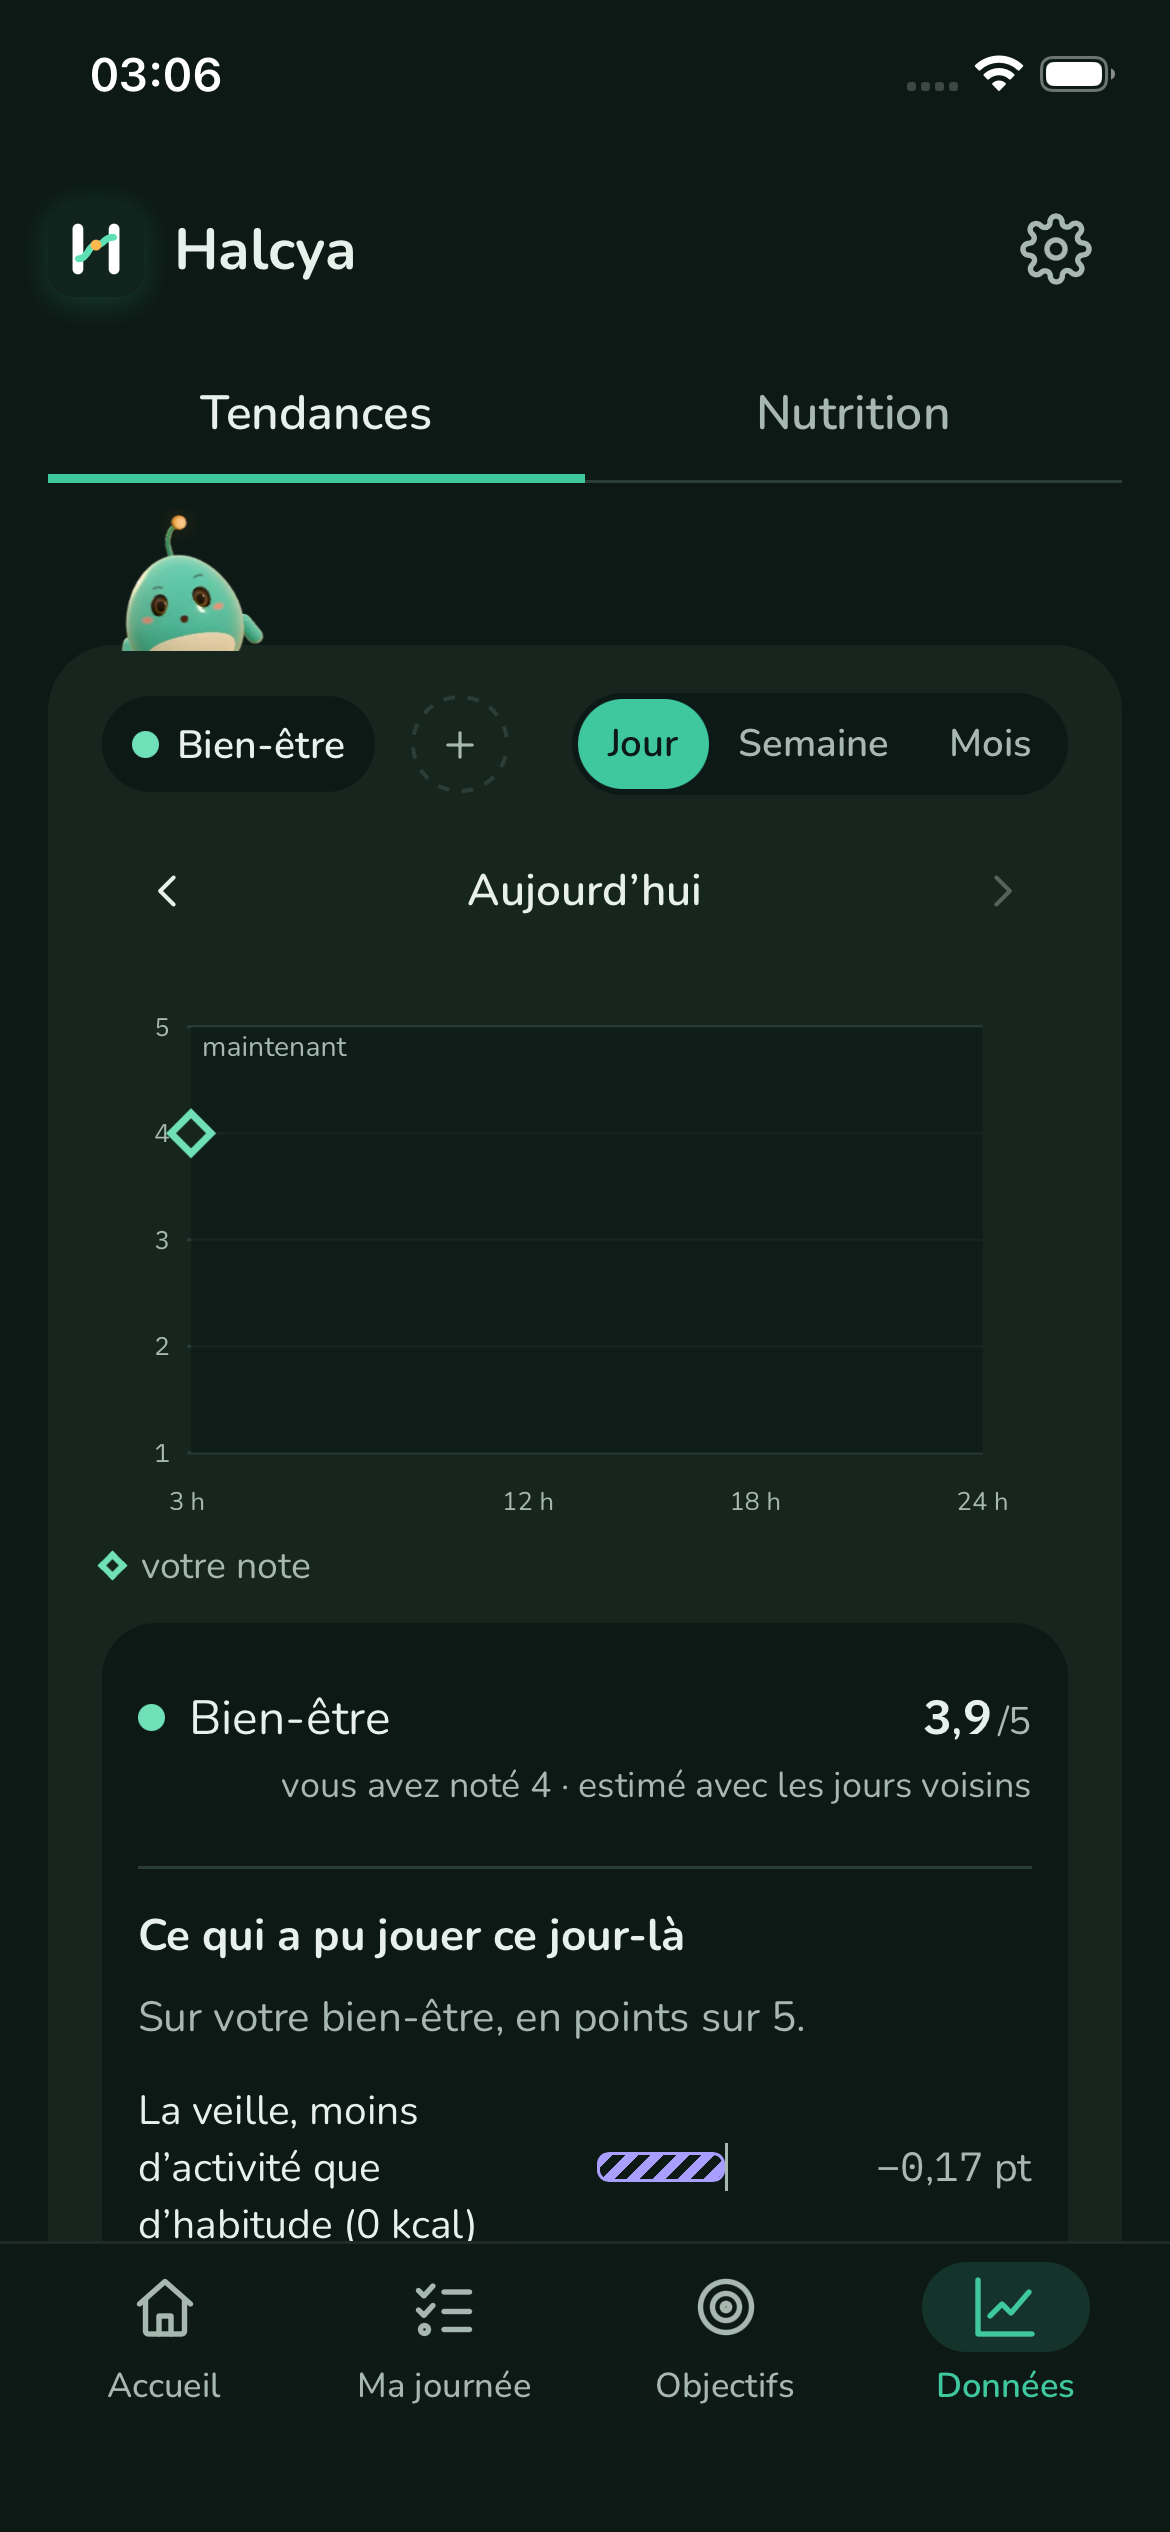 03:06
Halcya
Tendances
Nutrition
Bien-être
Jour
Semaine
Mois
Aujourd’hui
5
maintenant
4
3
2
1
3 h
12 h
18 h
24 h
votre note
Bien-être
3,9 /5
vous avez noté 4 · estimé avec les jours voisins
Ce qui a pu jouer ce jour-là
Sur votre bien-être, en points sur 5.
La veille, moins
d’activité que
d’habitude (0 kcal)
−0,17 pt
Accueil
Ma journée
Objectifs
Données